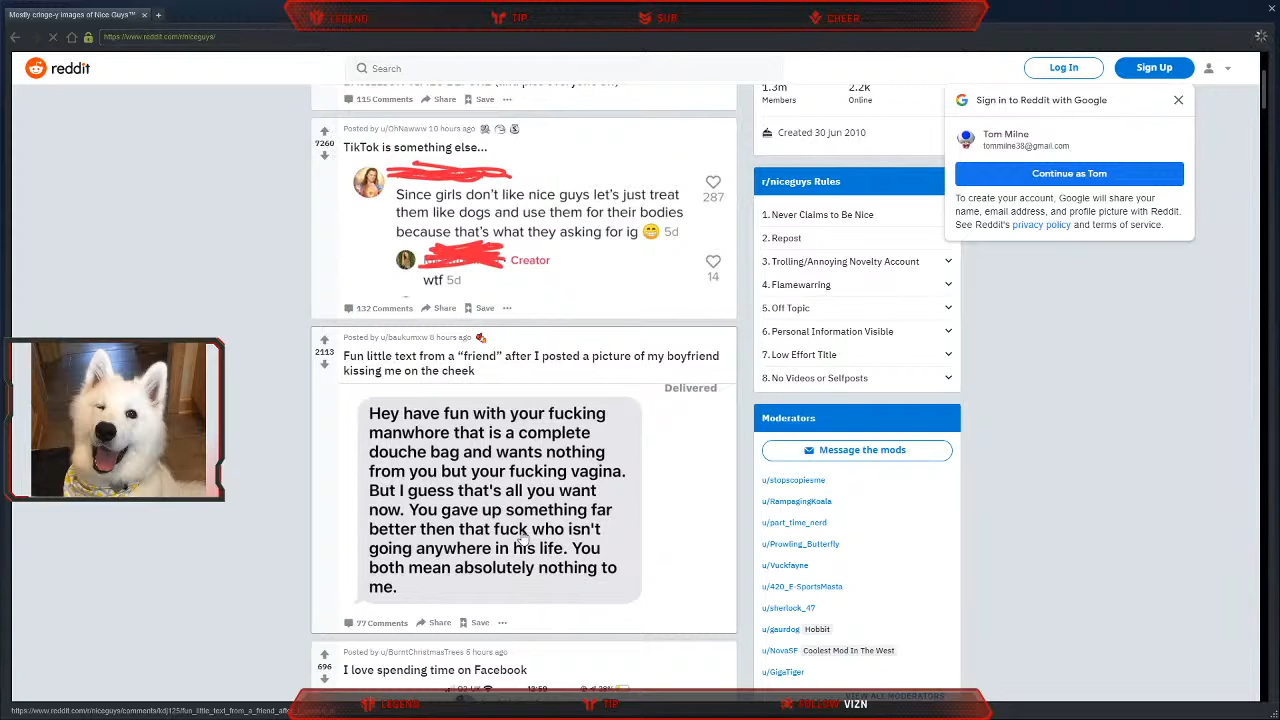 Mostly cringe-y images of Nice Guys™
LEGEND TIP SUB CHEER
https://www.reddit.com/r/niceguys/
reddit
Search
Log In
Sign Up
115 Comments Share Save
Posted by u/OhNawww 10 hours ago
7260
TikTok is something else...
Since girls don't like nice guys let's just treat
them like dogs and use them for their bodies
because that's what they asking for ig 😁 5d
287
Creator
wtf 5d
14
132 Comments Share Save
Posted by u/baukumxw 8 hours ago
2113
Fun little text from a “friend” after I posted a picture of my boyfriend
kissing me on the cheek
Delivered
Hey have fun with your fucking
manwhore that is a complete
douche bag and wants nothing
from you but your fucking vagina.
But I guess that's all you want
now. You gave up something far
better then that fuck who isn't
going anywhere in his life. You
both mean absolutely nothing to
me.
77 Comments Share Save
Posted by u/BurntChristmasTrees 5 hours ago
696
I love spending time on Facebook
O2-UK 12:59 28%
1.3m 2.2k
Members Online
Created 30 Jun 2010
r/niceguys Rules
1. Never Claims to Be Nice
2. Repost
3. Trolling/Annoying Novelty Account
4. Flamewarring
5. Off Topic
6. Personal Information Visible
7. Low Effort Title
8. No Videos or Selfposts
Moderators
Message the mods
u/stopscopiesme
u/RampagingKoala
u/part_time_nerd
u/Prowling_Butterfly
u/Vuckfayne
u/420_E-SportsMasta
u/sherlock_47
u/gaurdog Hobbit
u/NovaSF Coolest Mod In The West
u/GigaTiger
VIEW ALL MODERATORS
Sign in to Reddit with Google
Tom Milne
tommilne38@gmail.com
Continue as Tom
To create your account, Google will share your
name, email address, and profile picture with Reddit.
See Reddit's privacy policy and terms of service.
LEGEND TIP FOLLOW VIZN